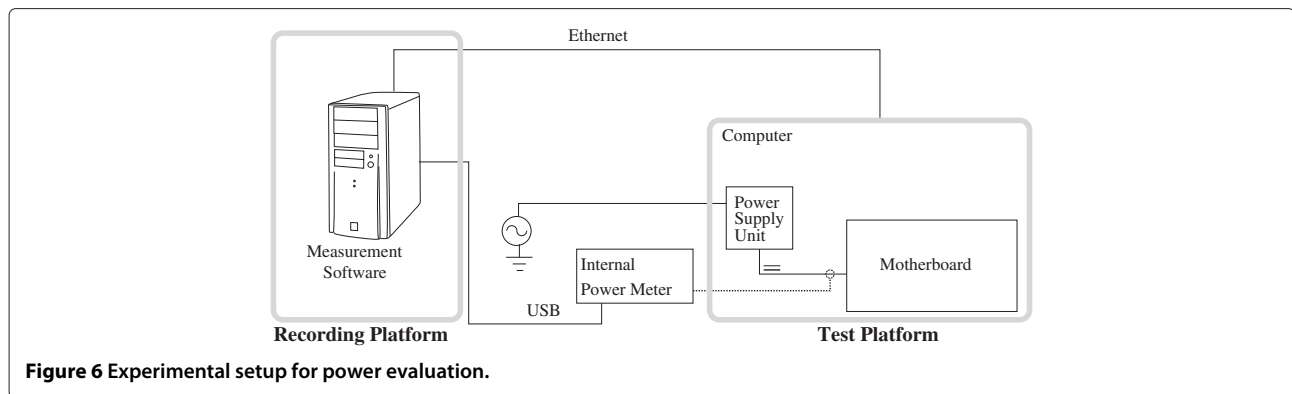 Ethernet
Computer
Power
Supply
Unit
Measurement
Software
Internal
Power Meter
Motherboard
USB
Recording Platform
Test Platform
Figure 6 Experimental setup for power evaluation.